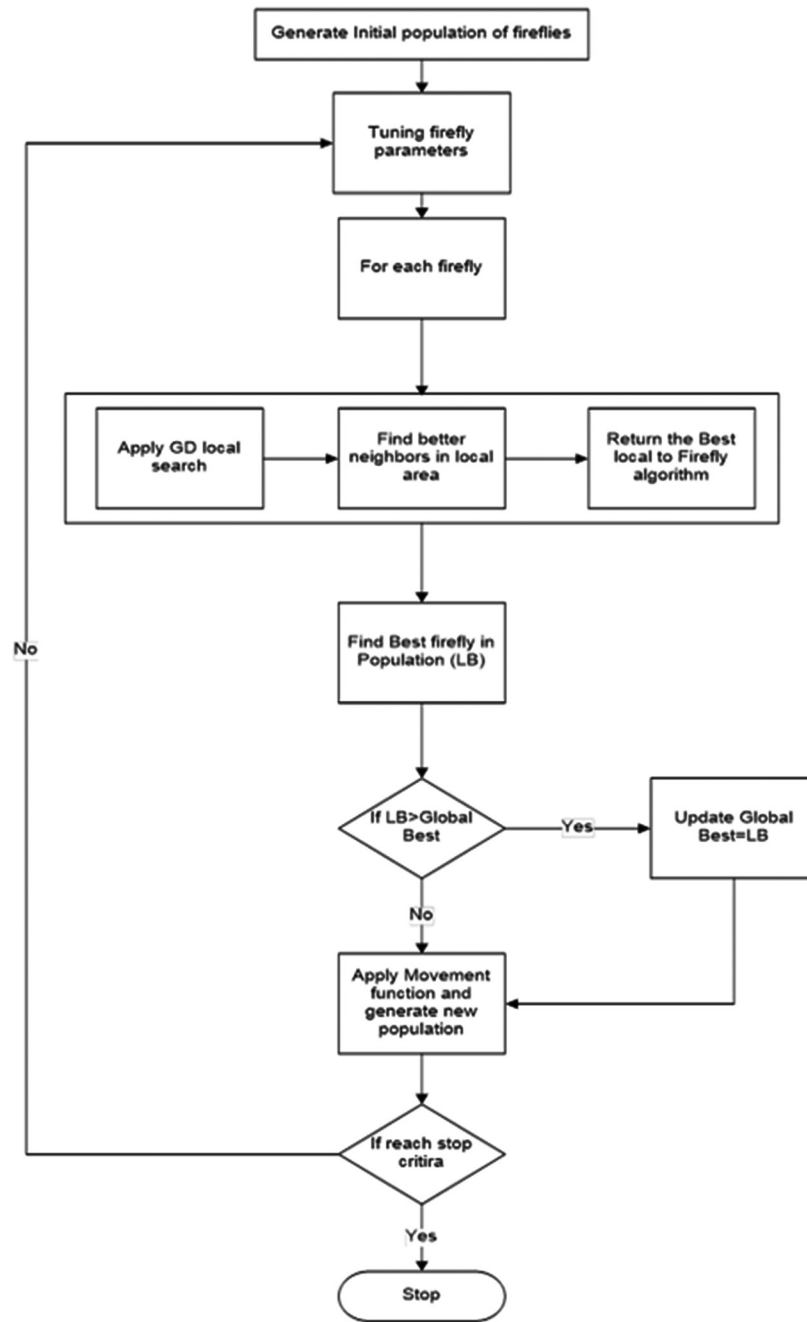 Generate Initial population of fireflies
Tuning firefly
parameters
For each firefly
Apply GD local
search
Find better
neighbors in local
area
Return the Best
local to Firefly
algorithm
Find Best firefly in
Population (LB)
No
If LB>Global
Best
Yes
Update Global
Best=LB
No
Apply Movement
function and
generate new
population
If reach stop
critira
Yes
Stop